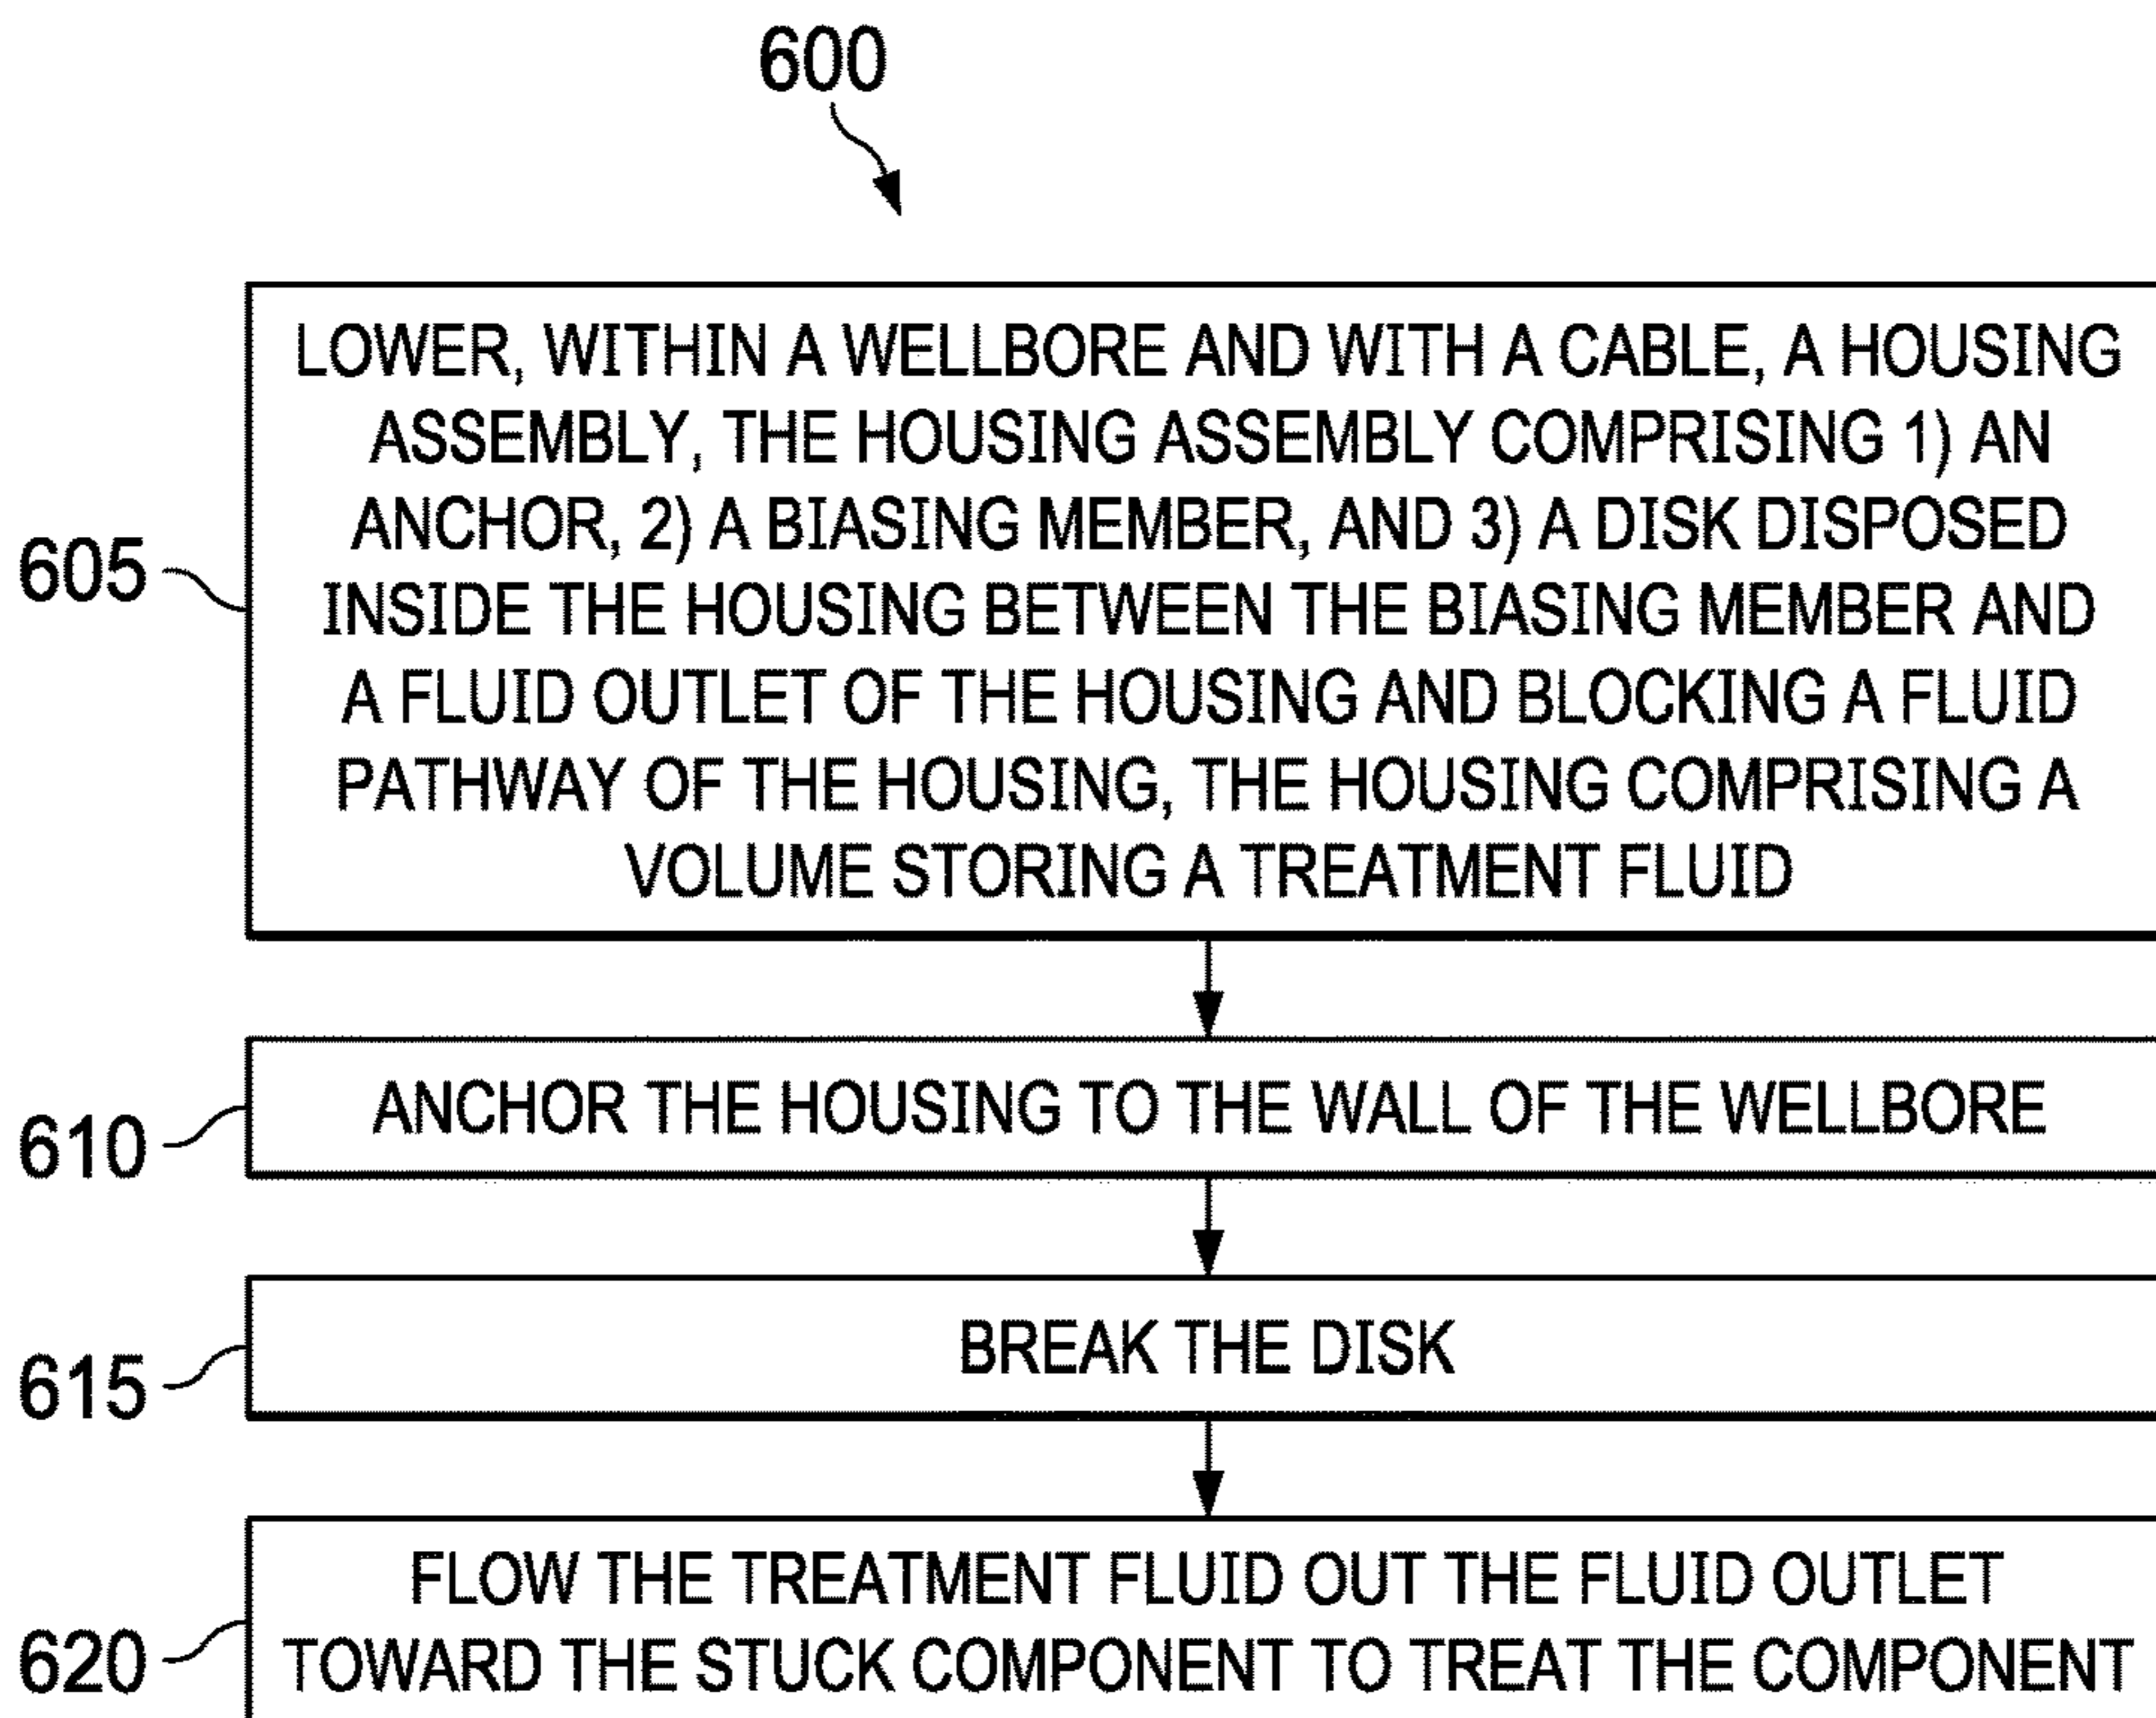 600
LOWER, WITHIN A WELLBORE AND WITH A CABLE, A HOUSING
ASSEMBLY, THE HOUSING ASSEMBLY COMPRISING 1) AN
ANCHOR, 2) A BIASING MEMBER, AND 3) A DISK DISPOSED
INSIDE THE HOUSING BETWEEN THE BIASING MEMBER AND
A FLUID OUTLET OF THE HOUSING AND BLOCKING A FLUID
PATHWAY OF THE HOUSING, THE HOUSING COMPRISING A
VOLUME STORING A TREATMENT FLUID
605
ANCHOR THE HOUSING TO THE WALL OF THE WELLBORE
610
BREAK THE DISK
615
FLOW THE TREATMENT FLUID OUT THE FLUID OUTLET
TOWARD THE STUCK COMPONENT TO TREAT THE COMPONENT
620